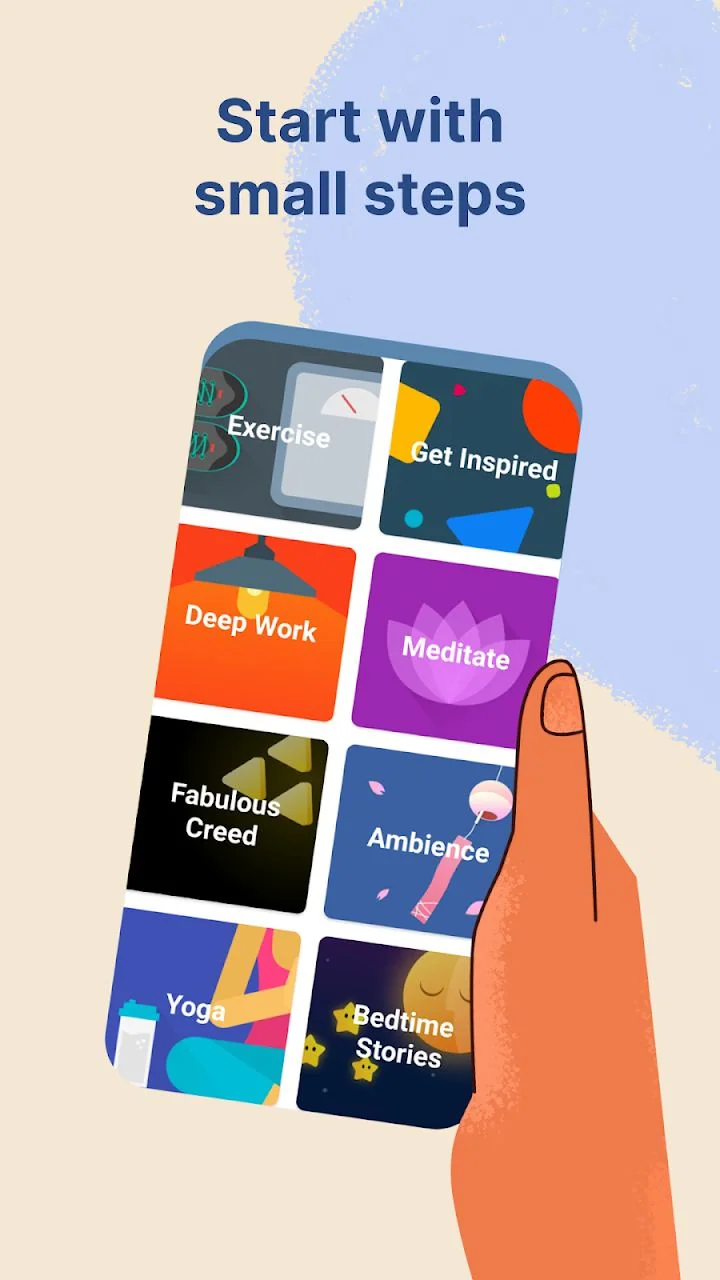 Start with
small steps
Exercise
Get Inspired
Deep Work
Meditate
Fabulous
Creed
Ambience
Yoga
Bedtime
Stories